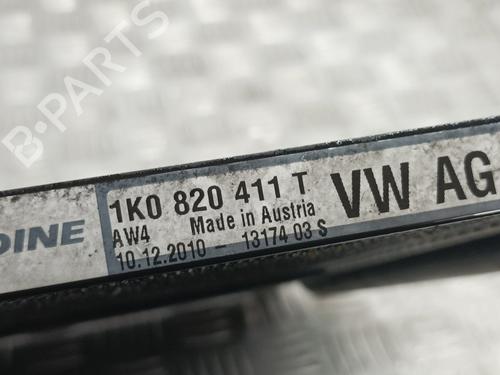 B-PARTS
DINE
1K0 820 411 T
VW AG
AW4 Made in Austria
10.12.2010 - 13174 03 S